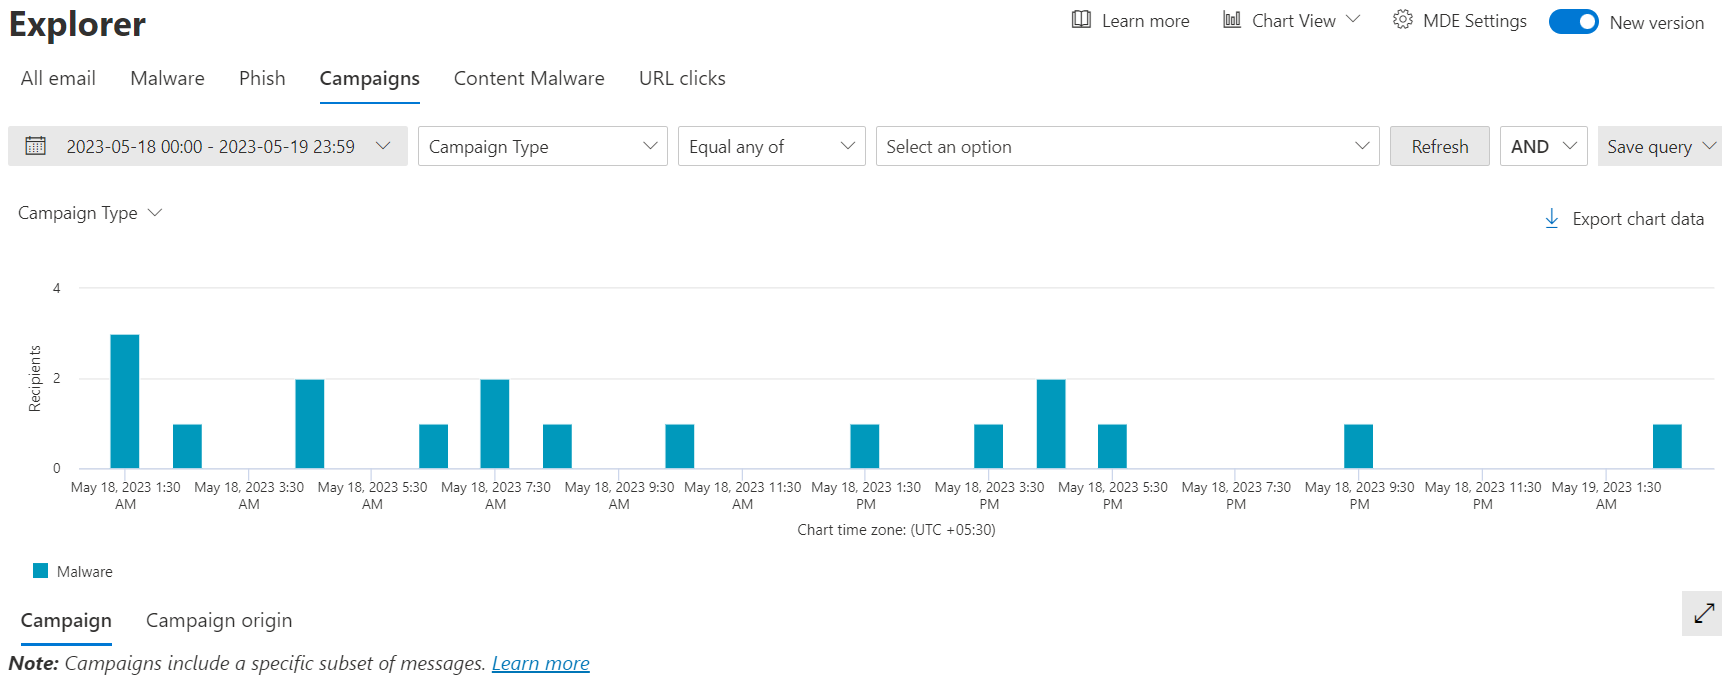 Explorer
Learn more
Chart View
MDE Settings
New version
All email
Malware
Phish
Campaigns
Content Malware
URL clicks
2023-05-18 00:00 - 2023-05-19 23:59
Campaign Type
Equal any of
Select an option
Refresh
AND
Save query
Campaign Type
Export chart data
4
2
0
Recipients
May 18, 2023 1:30 AM
May 18, 2023 3:30 AM
May 18, 2023 5:30 AM
May 18, 2023 7:30 AM
May 18, 2023 9:30 AM
May 18, 2023 11:30 AM
May 18, 2023 1:30 PM
May 18, 2023 3:30 PM
May 18, 2023 5:30 PM
May 18, 2023 7:30 PM
May 18, 2023 9:30 PM
May 18, 2023 11:30 PM
May 19, 2023 1:30 AM
Chart time zone: (UTC +05:30)
Malware
Campaign
Campaign origin
Note: Campaigns include a specific subset of messages. Learn more